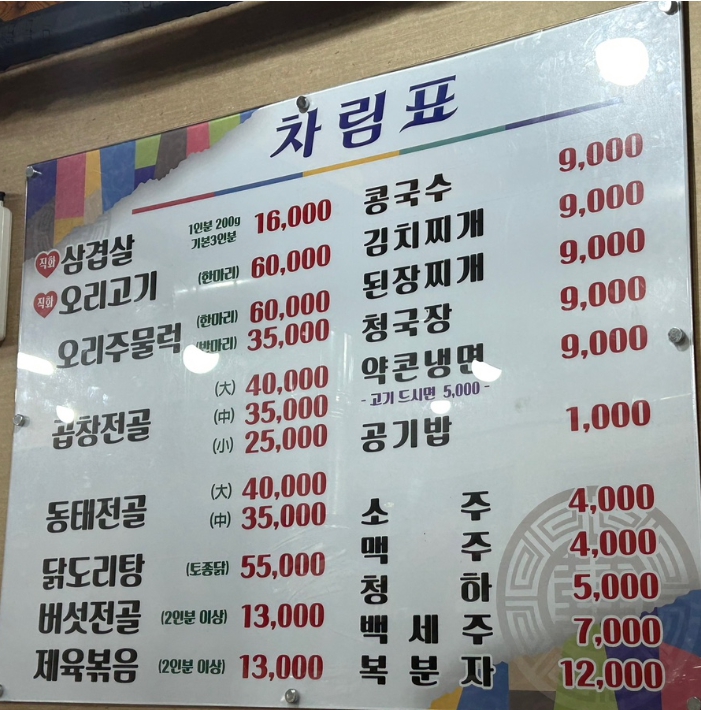 차림표
직화 삼겹살 1인분 200g 기본3인분 16,000
직화 오리고기 (한마리) 60,000
오리주물럭 (한마리) 60,000
(반마리) 35,000
곱창전골 (大) 40,000
(中) 35,000
(小) 25,000
동태전골 (大) 40,000
(中) 35,000
닭도리탕 (토종닭) 55,000
버섯전골 (2인분 이상) 13,000
제육볶음 (2인분 이상) 13,000
콩국수 9,000
김치찌개 9,000
된장찌개 9,000
청국장 9,000
약콘냉면 9,000
- 고기 드시면 5,000 -
공기밥 1,000
소주 4,000
맥주 4,000
청하 5,000
백세주 7,000
복분자 12,000